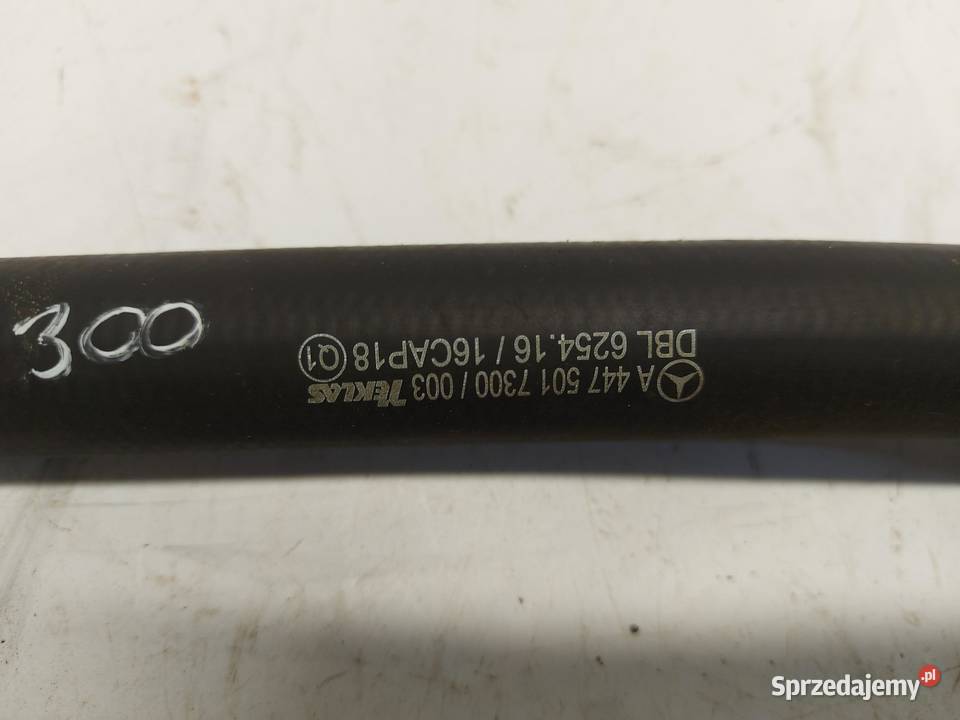 300
A 447 501 7300 / 003 TEKLAS
DBL 6254.16 / 16CAP18 Q1
Sprzedajemy.pl